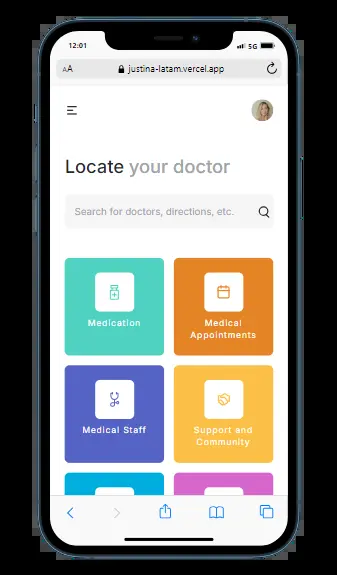 12:01
5G
AA
justina-latam.vercel.app
Locate your doctor
Search for doctors, directions, etc.
Medication
Medical
Appointments
Medical Staff
Support and
Community